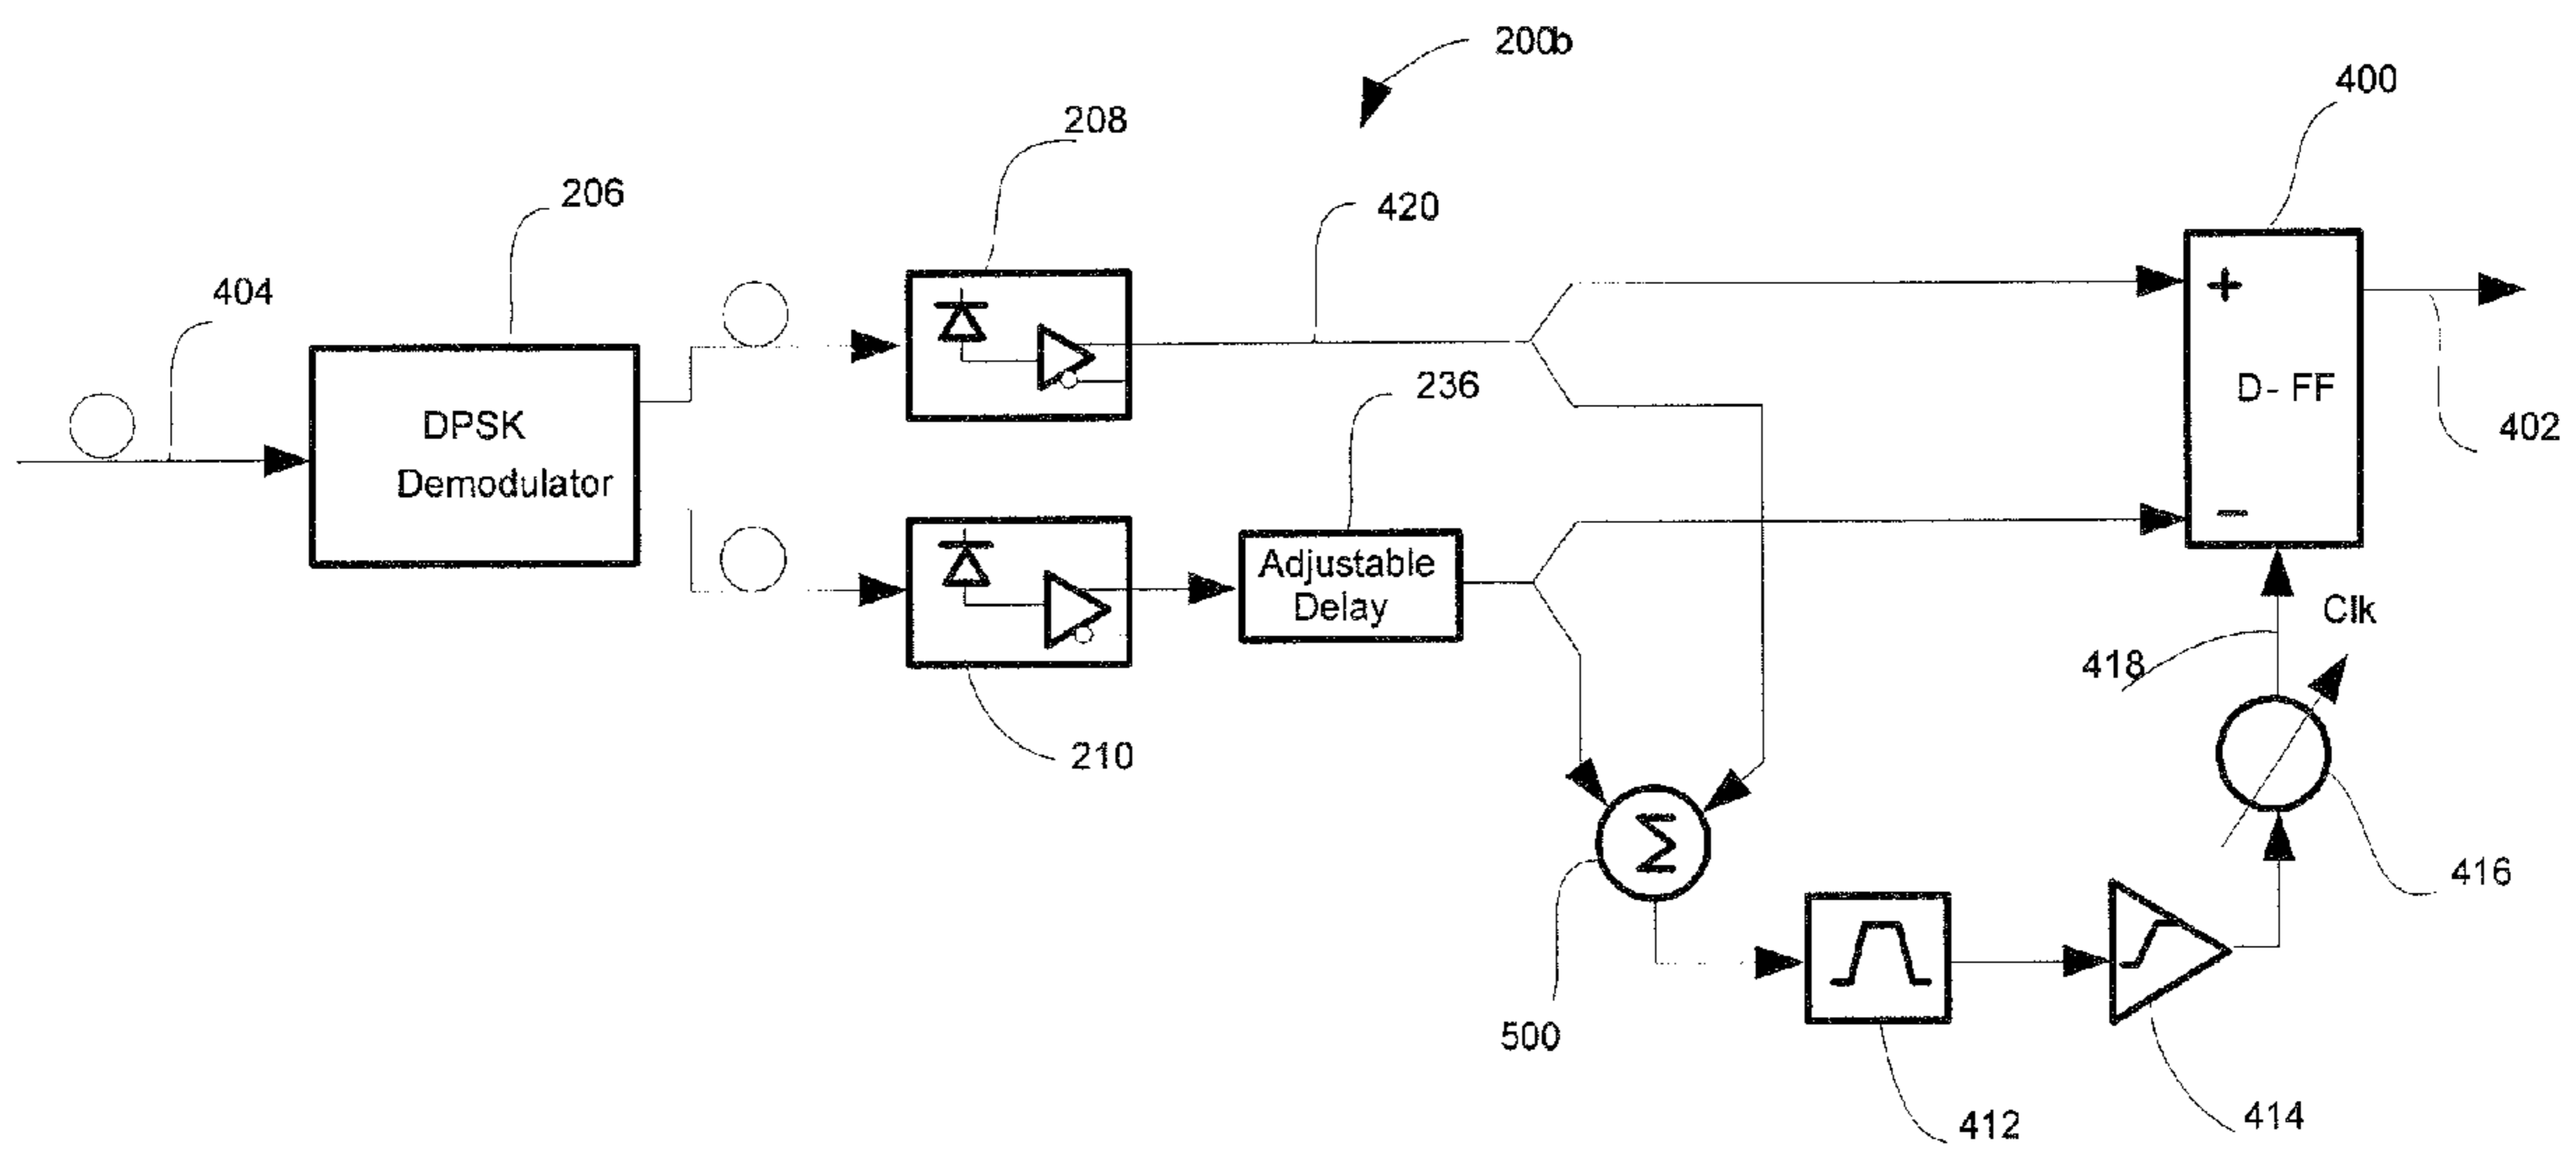 200b
400
208
206
420
404
+
236
D- FF
DPSK
402
Demodulator
−
Adjustable
Delay
Clk
418
210
Σ
416
500
414
412